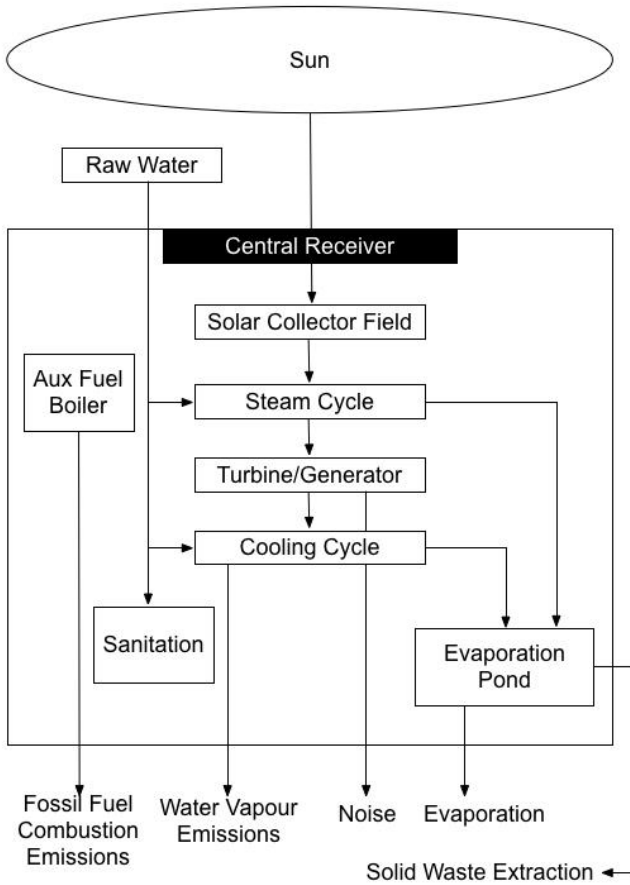 Sun
Raw Water
Central Receiver
Solar Collector Field
Aux Fuel
Boiler
Steam Cycle
Turbine/Generator
Cooling Cycle
Sanitation
Evaporation
Pond
Fossil Fuel
Combustion
Emissions
Water Vapour
Emissions
Noise
Evaporation
Solid Waste Extraction